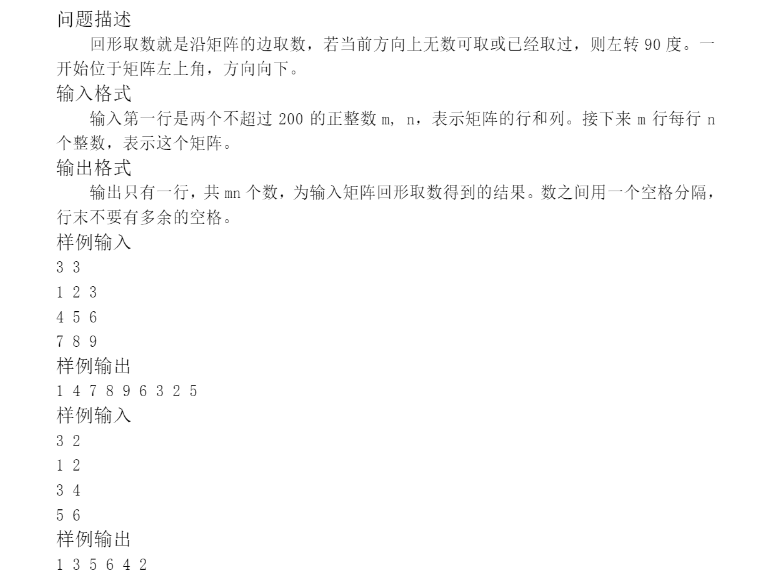 问题描述
回形取数就是沿矩阵的边取数，若当前方向上无数可取或已经取过，则左转 90 度。一
开始位于矩阵左上角，方向向下。
输入格式
输入第一行是两个不超过 200 的正整数 m, n，表示矩阵的行和列。接下来 m 行每行 n
个整数，表示这个矩阵。
输出格式
输出只有一行，共 mn 个数，为输入矩阵回形取数得到的结果。数之间用一个空格分隔，
行末不要有多余的空格。
样例输入
3 3
1 2 3
4 5 6
7 8 9
样例输出
1 4 7 8 9 6 3 2 5
样例输入
3 2
1 2
3 4
5 6
样例输出
1 3 5 6 4 2